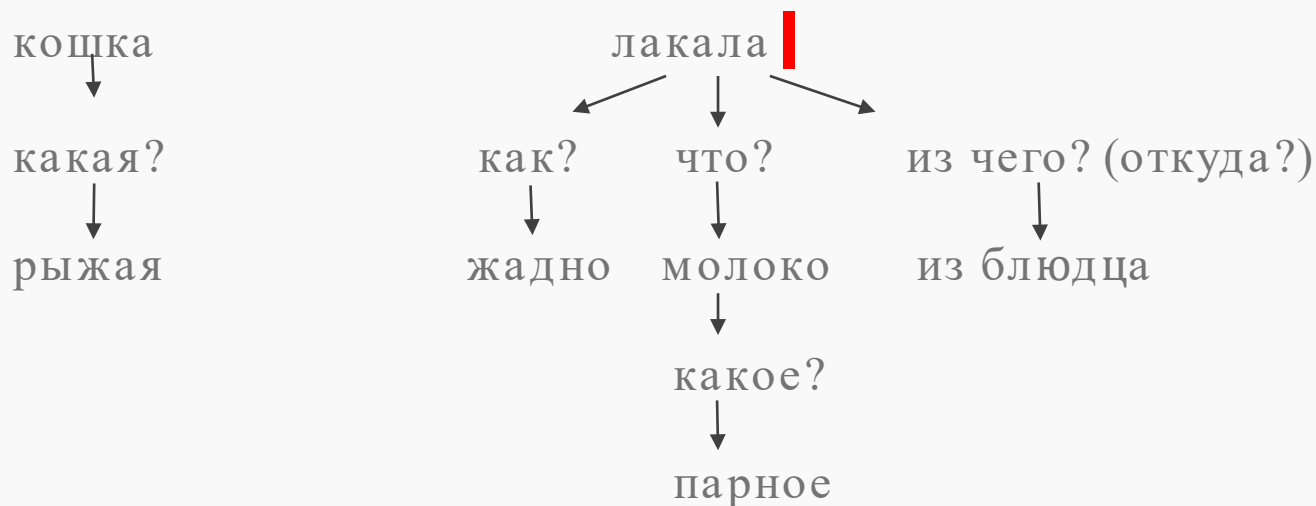 кошка лакала
какая? как? что? из чего? (откуда?)
рыжая жадно молоко из блюдца
какое?
парное